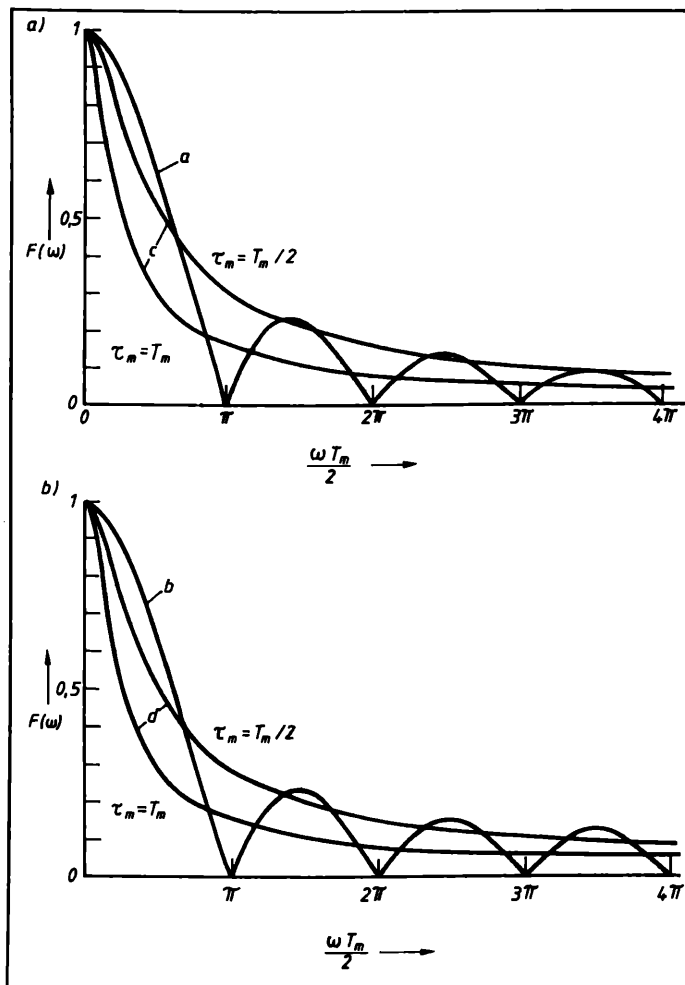 a)
1
a
0,5
F(ω)
c
τm = Tm / 2
τm = Tm
0
0 π 2π 3π 4π
ωTm
2
b)
1
b
0,5
F(ω)
d
τm = Tm / 2
τm = Tm
0
π 2π 3π 4π
ωTm
2